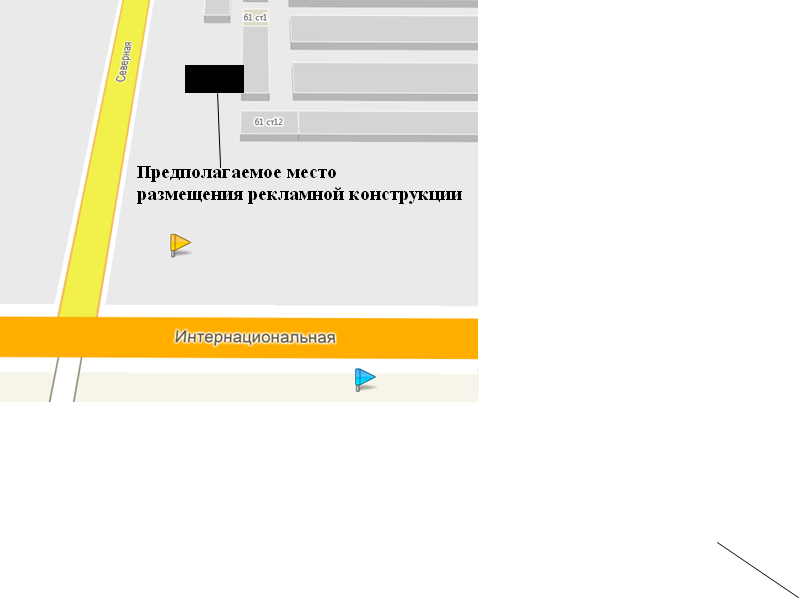 61 ст1
Северная
61 ст12
Предполагаемое место
размещения рекламной конструкции
Интернациональная